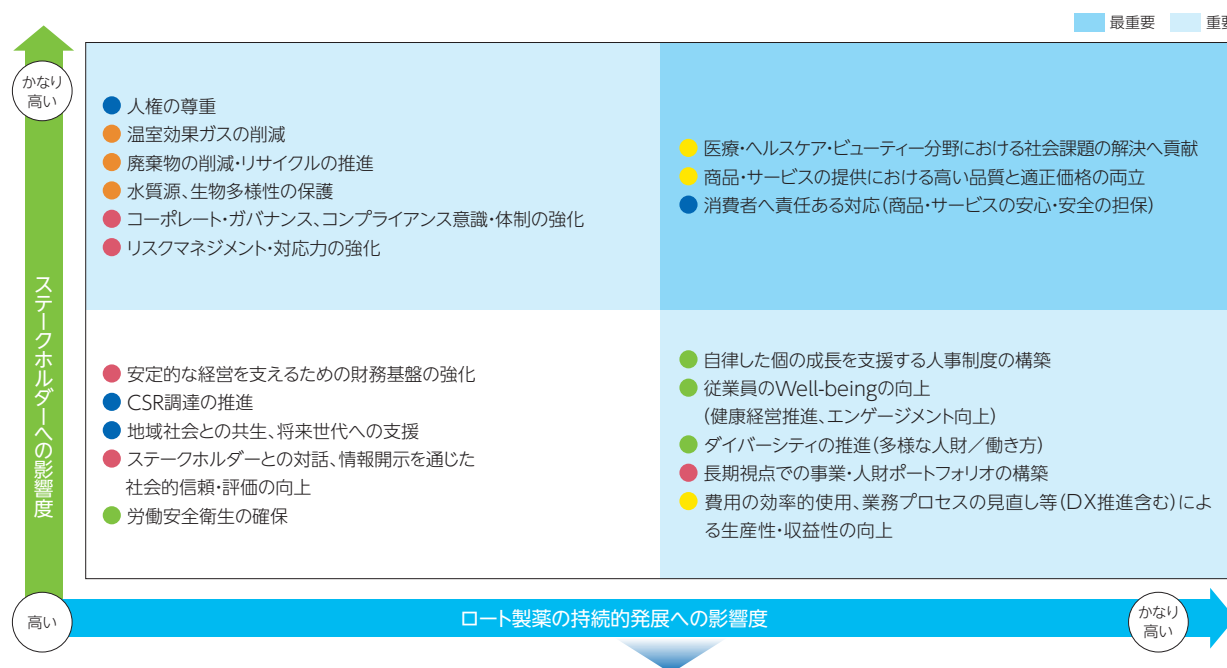 最重要 重要
かなり
高い
人権の尊重
温室効果ガスの削減
廃棄物の削減・リサイクルの推進
水質源、生物多様性の保護
コーポレート・ガバナンス、コンプライアンス意識・体制の強化
リスクマネジメント・対応力の強化
医療・ヘルスケア・ビューティー分野における社会課題の解決へ貢献
商品・サービスの提供における高い品質と適正価格の両立
消費者へ責任ある対応(商品・サービスの安心・安全の担保)
ステークホルダーへの影響度
安定的な経営を支えるための財務基盤の強化
CSR調達の推進
地域社会との共生、将来世代への支援
ステークホルダーとの対話、情報開示を通じた
社会的信頼・評価の向上
労働安全衛生の確保
自律した個の成長を支援する人事制度の構築
従業員のWell-beingの向上
(健康経営推進、エンゲージメント向上)
ダイバーシティの推進(多様な人財／働き方)
長期視点での事業・人財ポートフォリオの構築
費用の効率的使用、業務プロセスの見直し等(DX推進含む)によ
る生産性・収益性の向上
高い
ロート製薬の持続的発展への影響度
かなり
高い